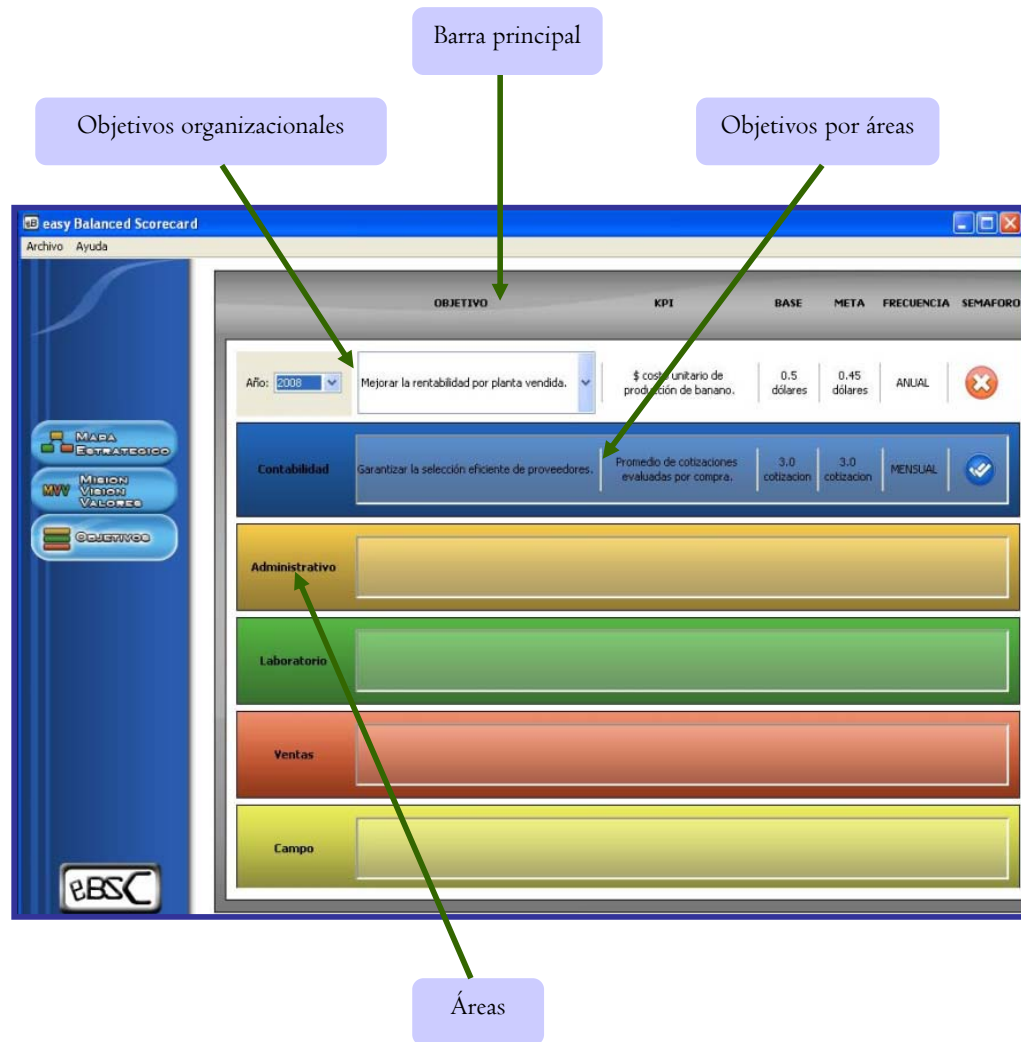 Barra principal
Objetivos organizacionales
Objetivos por áreas
eB easy Balanced Scorecard
Archivo Ayuda
OBJETIVO KPI BASE META FRECUENCIA SEMAFORO
Año: 2008
Mejorar la rentabilidad por planta vendida.
$ costo unitario de
producción de banano.
0.5
dólares
0.45
dólares
ANUAL
MAPA
ESTRATEGICO
MVV MISION
VISION
VALORES
OBJETIVOS
Contabilidad
Garantizar la selección eficiente de proveedores.
Promedio de cotizaciones
evaluadas por compra.
3.0
cotizacion
3.0
cotizacion
MENSUAL
Administrativo
Laboratorio
Ventas
Campo
eBSC
Áreas